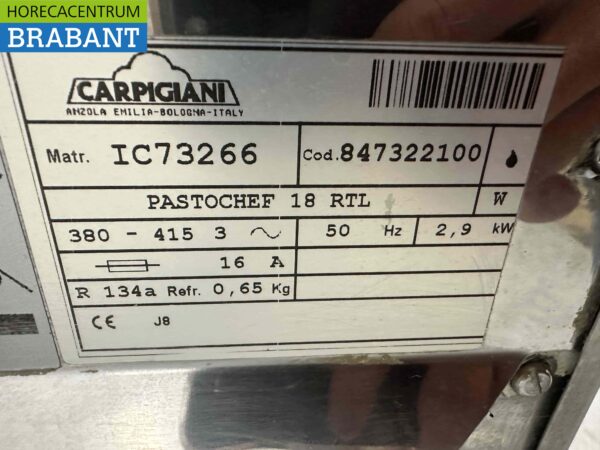 HORECACENTRUM
BRABANT
CARPIGIANI
ANZOLA EMILIA-BOLOGNA-ITALY
Matr. IC73266 Cod. 847322100
PASTOCHEF 18 RTL W
380 - 415 3 50 Hz 2,9 kW
16 A
R 134a Refr. 0,65 Kg
CE J8